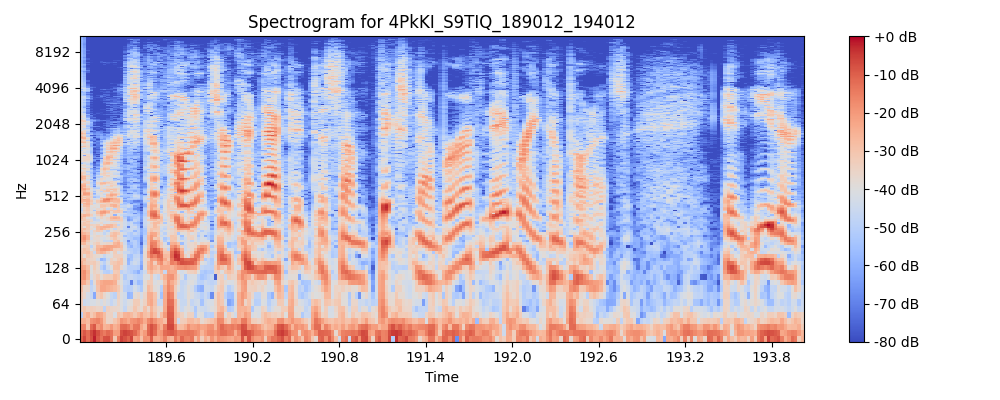 Spectrogram for 4PkKI_S9TIQ_189012_194012
8192
4096
2048
1024
512
256
128
64
0
Hz
189.6 190.2 190.8 191.4 192.0 192.6 193.2 193.8
Time
+0 dB
-10 dB
-20 dB
-30 dB
-40 dB
-50 dB
-60 dB
-70 dB
-80 dB